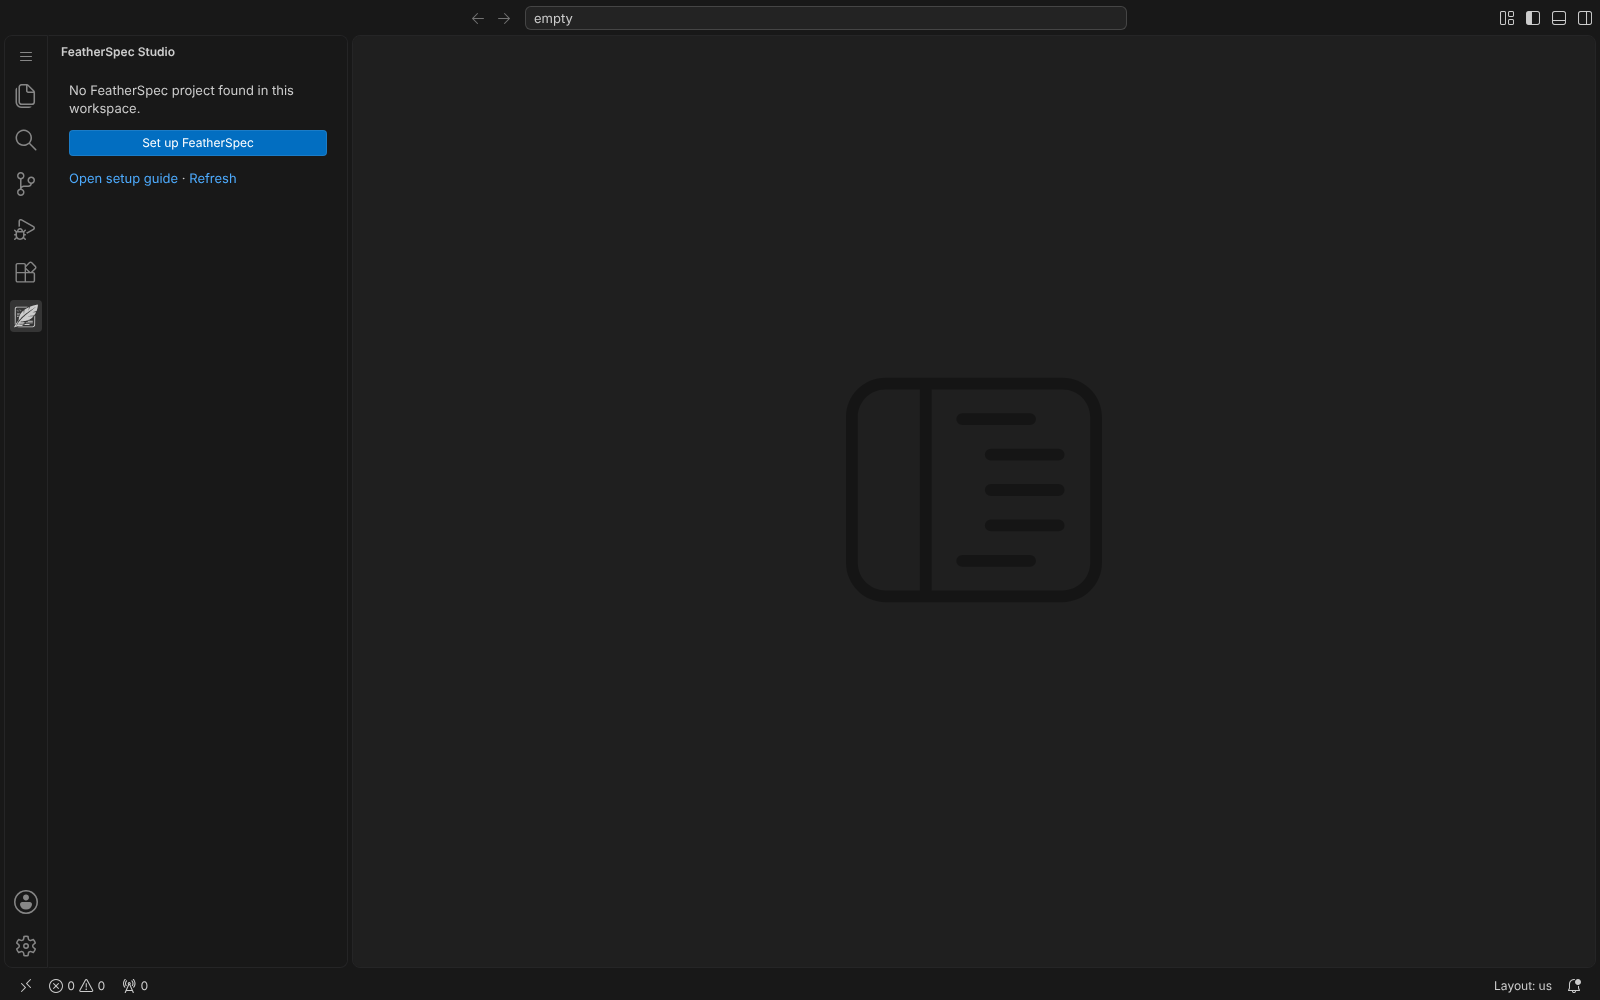 empty
FeatherSpec Studio
No FeatherSpec project found in this
workspace.
Set up FeatherSpec
Open setup guide · Refresh
0 0 0
Layout: us